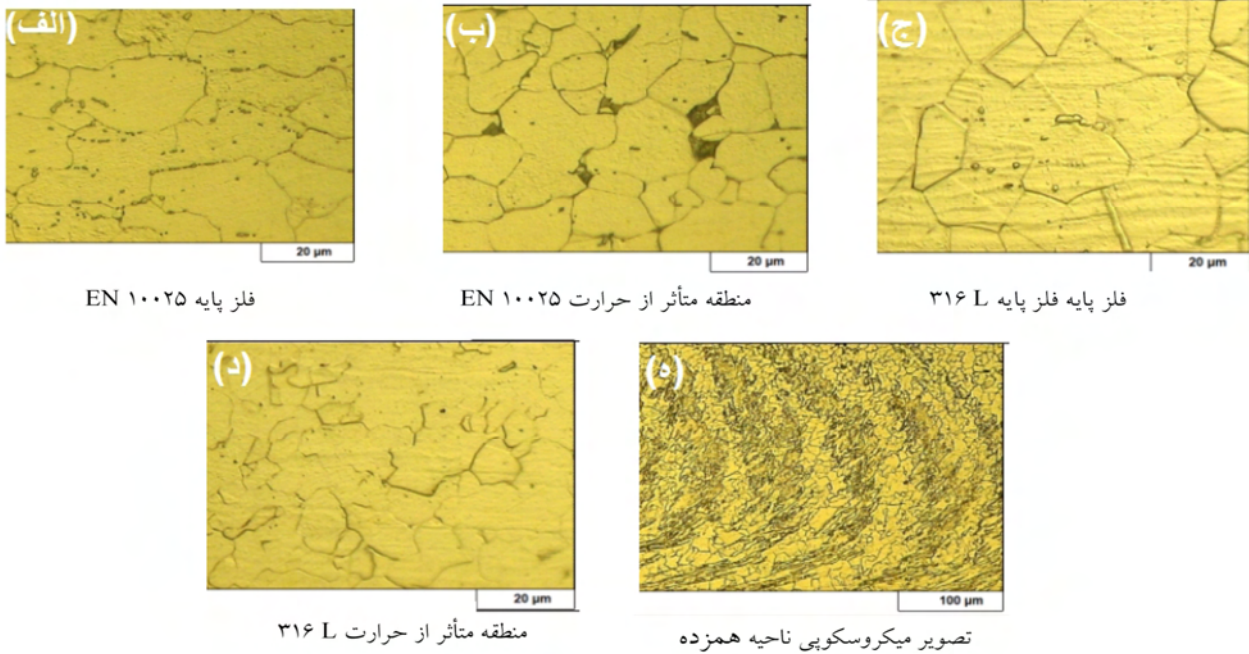 (الف)
20 µm
فلز پایه EN ۱۰۰۲۵
(ب)
20 µm
منطقه متأثر از حرارت EN ۱۰۰۲۵
(ج)
20 µm
فلز پایه فلز پایه ۳۱۶ L
(د)
20 µm
منطقه متأثر از حرارت ۳۱۶ L
(ه)
100 µm
تصویر میکروسکوپی ناحیه همزده